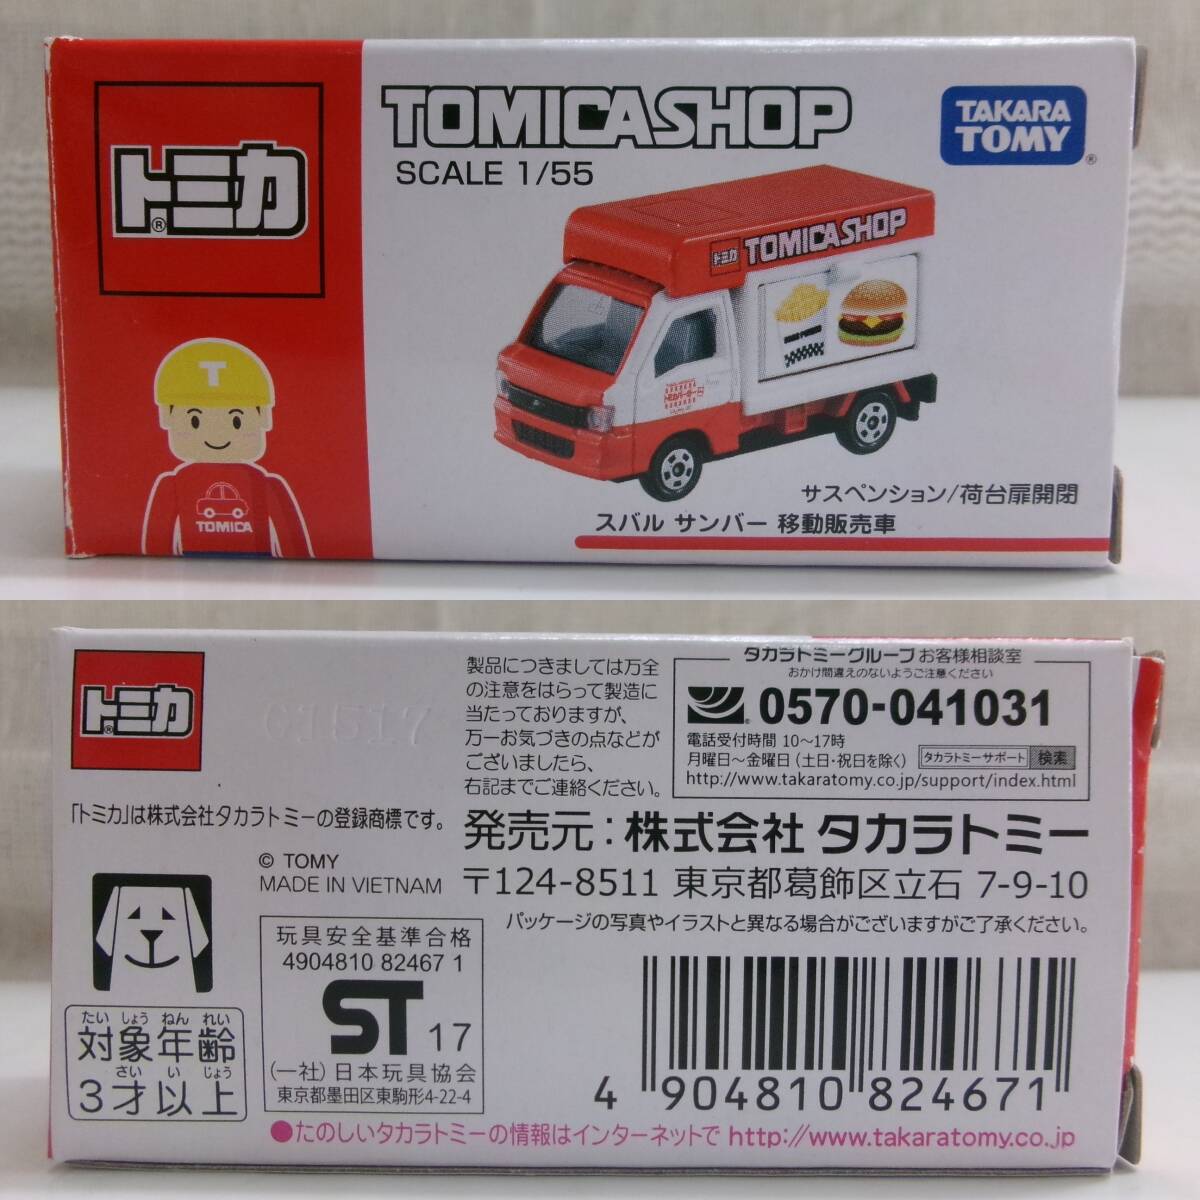 トミカ®
TOMICASHOP
SCALE 1/55
TAKARA
TOMY®
トミカ TOMICASHOP
T
TOMICA
サスペンション/荷台扉開閉
スバル サンバー 移動販売車
トミカ®
製品につきましては万全
の注意をはらって製造に
当たっておりますが、
万一お気づきの点などが
ございましたら、
右記までご連絡ください。
タカラトミーグループお客様相談室
おかけ間違えのないようご注意ください
0570-041031
電話受付時間 10〜17時
月曜日〜金曜日(土日・祝日を除く)
タカラトミーサポート 検索
http://www.takaratomy.co.jp/support/index.html
「トミカ」は株式会社タカラトミーの登録商標です。
発売元:株式会社 タカラトミー
〒124-8511 東京都葛飾区立石 7-9-10
© TOMY
MADE IN VIETNAM
パッケージの写真やイラストと異なる場合がございますがご了承ください。
玩具安全基準合格
4904810 82467 1
ST 17
(一社)日本玩具協会
東京都墨田区東駒形4-22-4
たい しょう ねん れい
対象年齢
さい い じょう
3才以上
4 904810 824671
●たのしいタカラトミーの情報はインターネットで http://www.takaratomy.co.jp